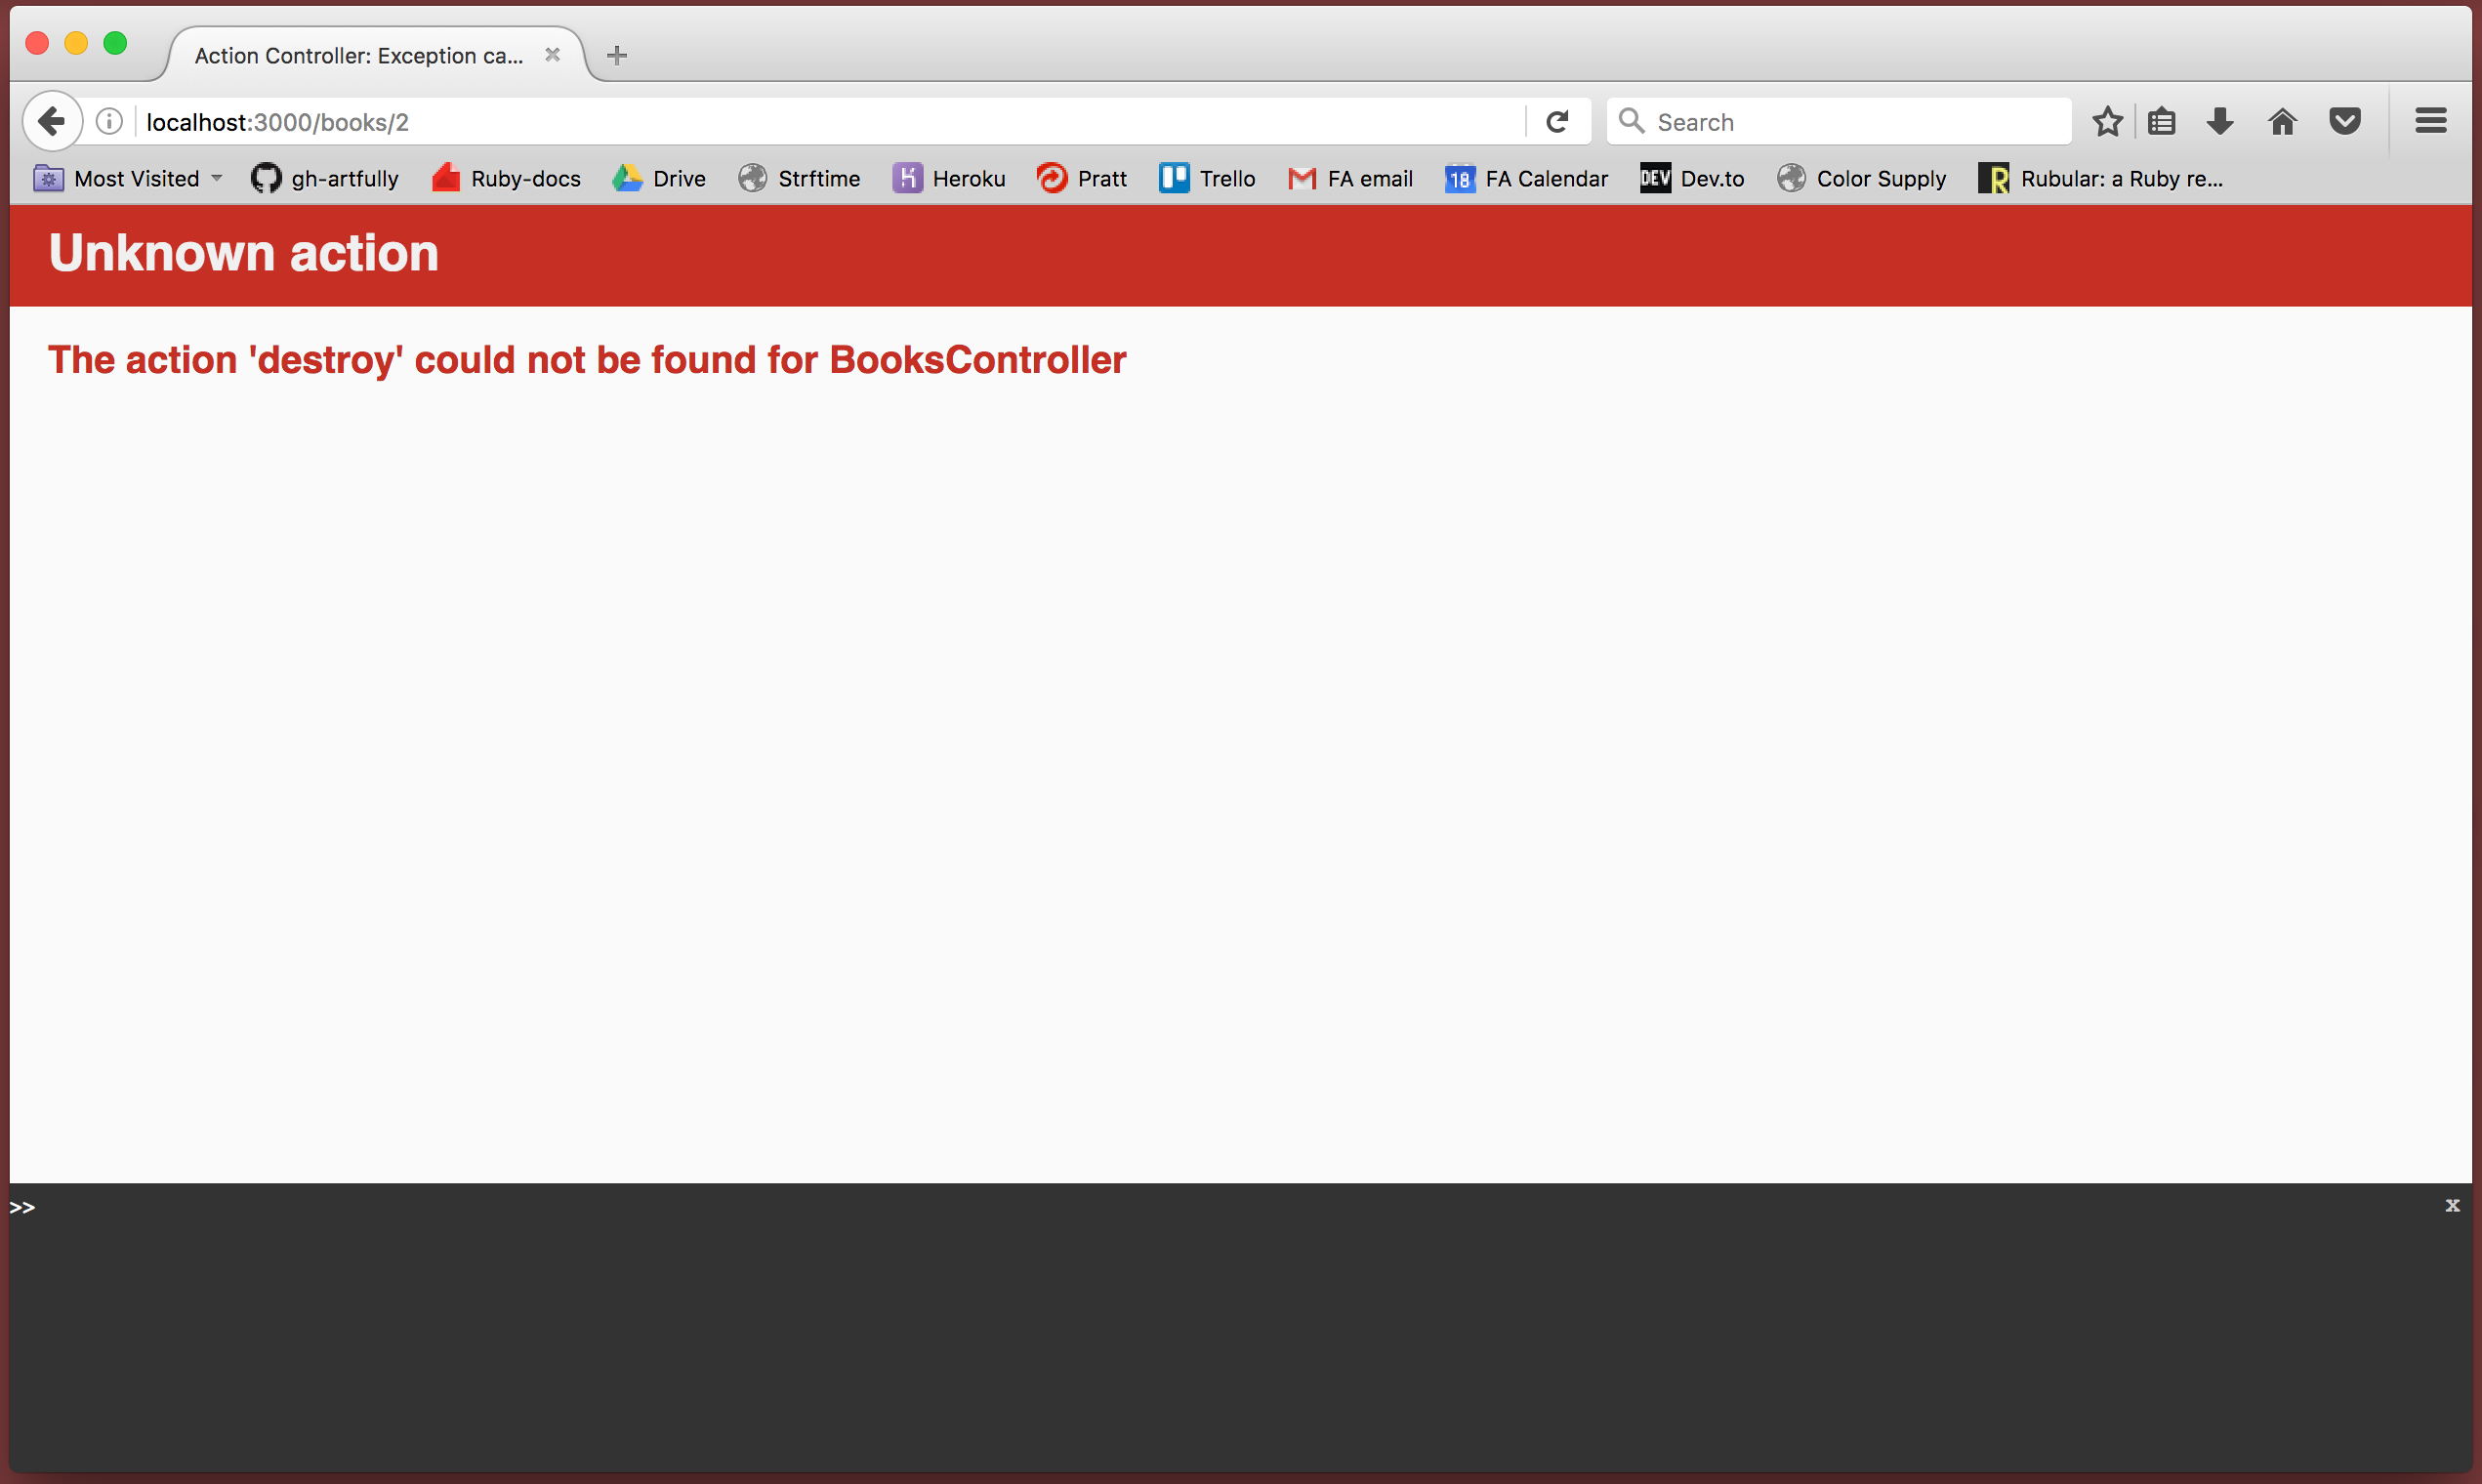 Action Controller: Exception ca...
localhost:3000/books/2
Search
Most Visited gh-artfully Ruby-docs Drive Strftime Heroku Pratt Trello FA email 18 FA Calendar DEV Dev.to Color Supply R Rubular: a Ruby re...
Unknown action
The action 'destroy' could not be found for BooksController
>> x